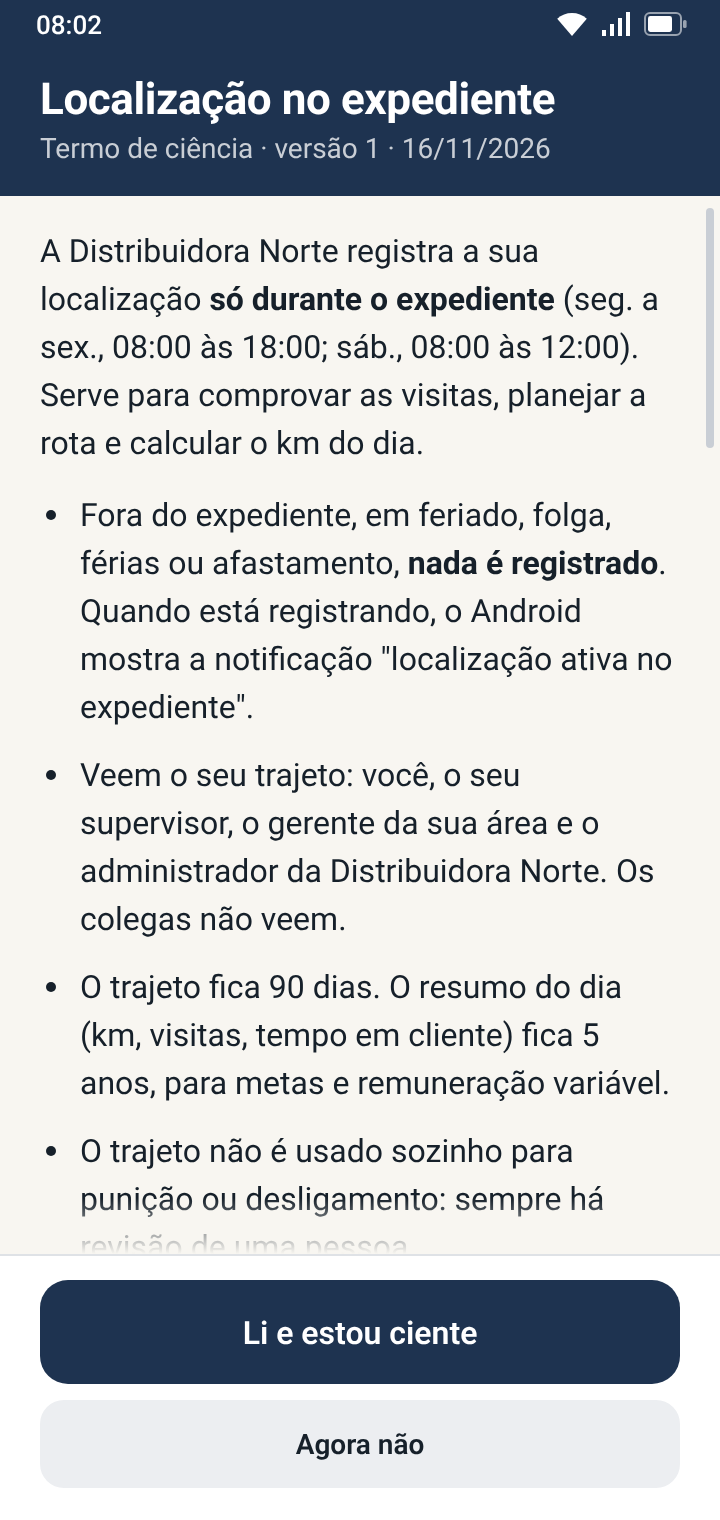 08:02
Localização no expediente
Termo de ciência · versão 1 · 16/11/2026
A Distribuidora Norte registra a sua
localização só durante o expediente (seg. a
sex., 08:00 às 18:00; sáb., 08:00 às 12:00).
Serve para comprovar as visitas, planejar a
rota e calcular o km do dia.
• Fora do expediente, em feriado, folga,
férias ou afastamento, nada é registrado.
Quando está registrando, o Android
mostra a notificação "localização ativa no
expediente".
• Veem o seu trajeto: você, o seu
supervisor, o gerente da sua área e o
administrador da Distribuidora Norte. Os
colegas não veem.
• O trajeto fica 90 dias. O resumo do dia
(km, visitas, tempo em cliente) fica 5
anos, para metas e remuneração variável.
• O trajeto não é usado sozinho para
punição ou desligamento: sempre há
revisão de uma pessoa
Li e estou ciente
Agora não